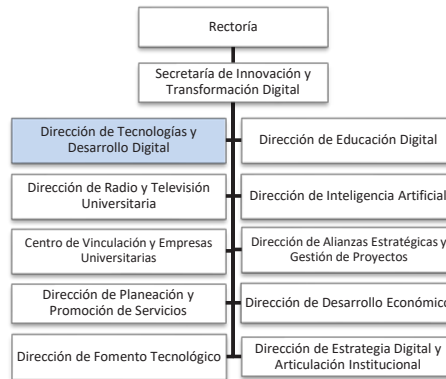 Rectoría
Secretaría de Innovación y
Transformación Digital
Dirección de Tecnologías y
Desarrollo Digital
Dirección de Educación Digital
Dirección de Radio y Televisión
Universitaria
Dirección de Inteligencia Artificial
Centro de Vinculación y Empresas
Universitarias
Dirección de Alianzas Estratégicas y
Gestión de Proyectos
Dirección de Planeación y
Promoción de Servicios
Dirección de Desarrollo Económico
Dirección de Fomento Tecnológico
Dirección de Estrategia Digital y
Articulación Institucional